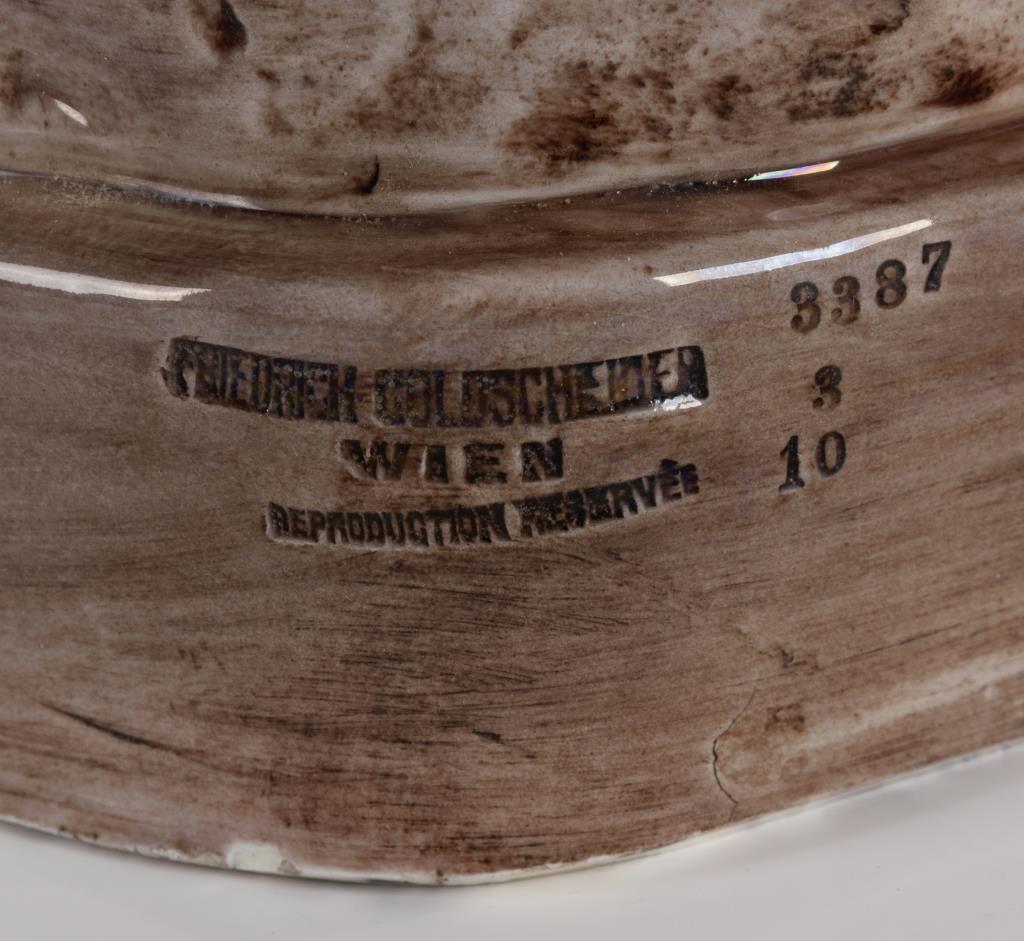 3387
FRIEDRICH GOLDSCHEIDER
3
WIEN
10
REPRODUCTION RESERVÉE